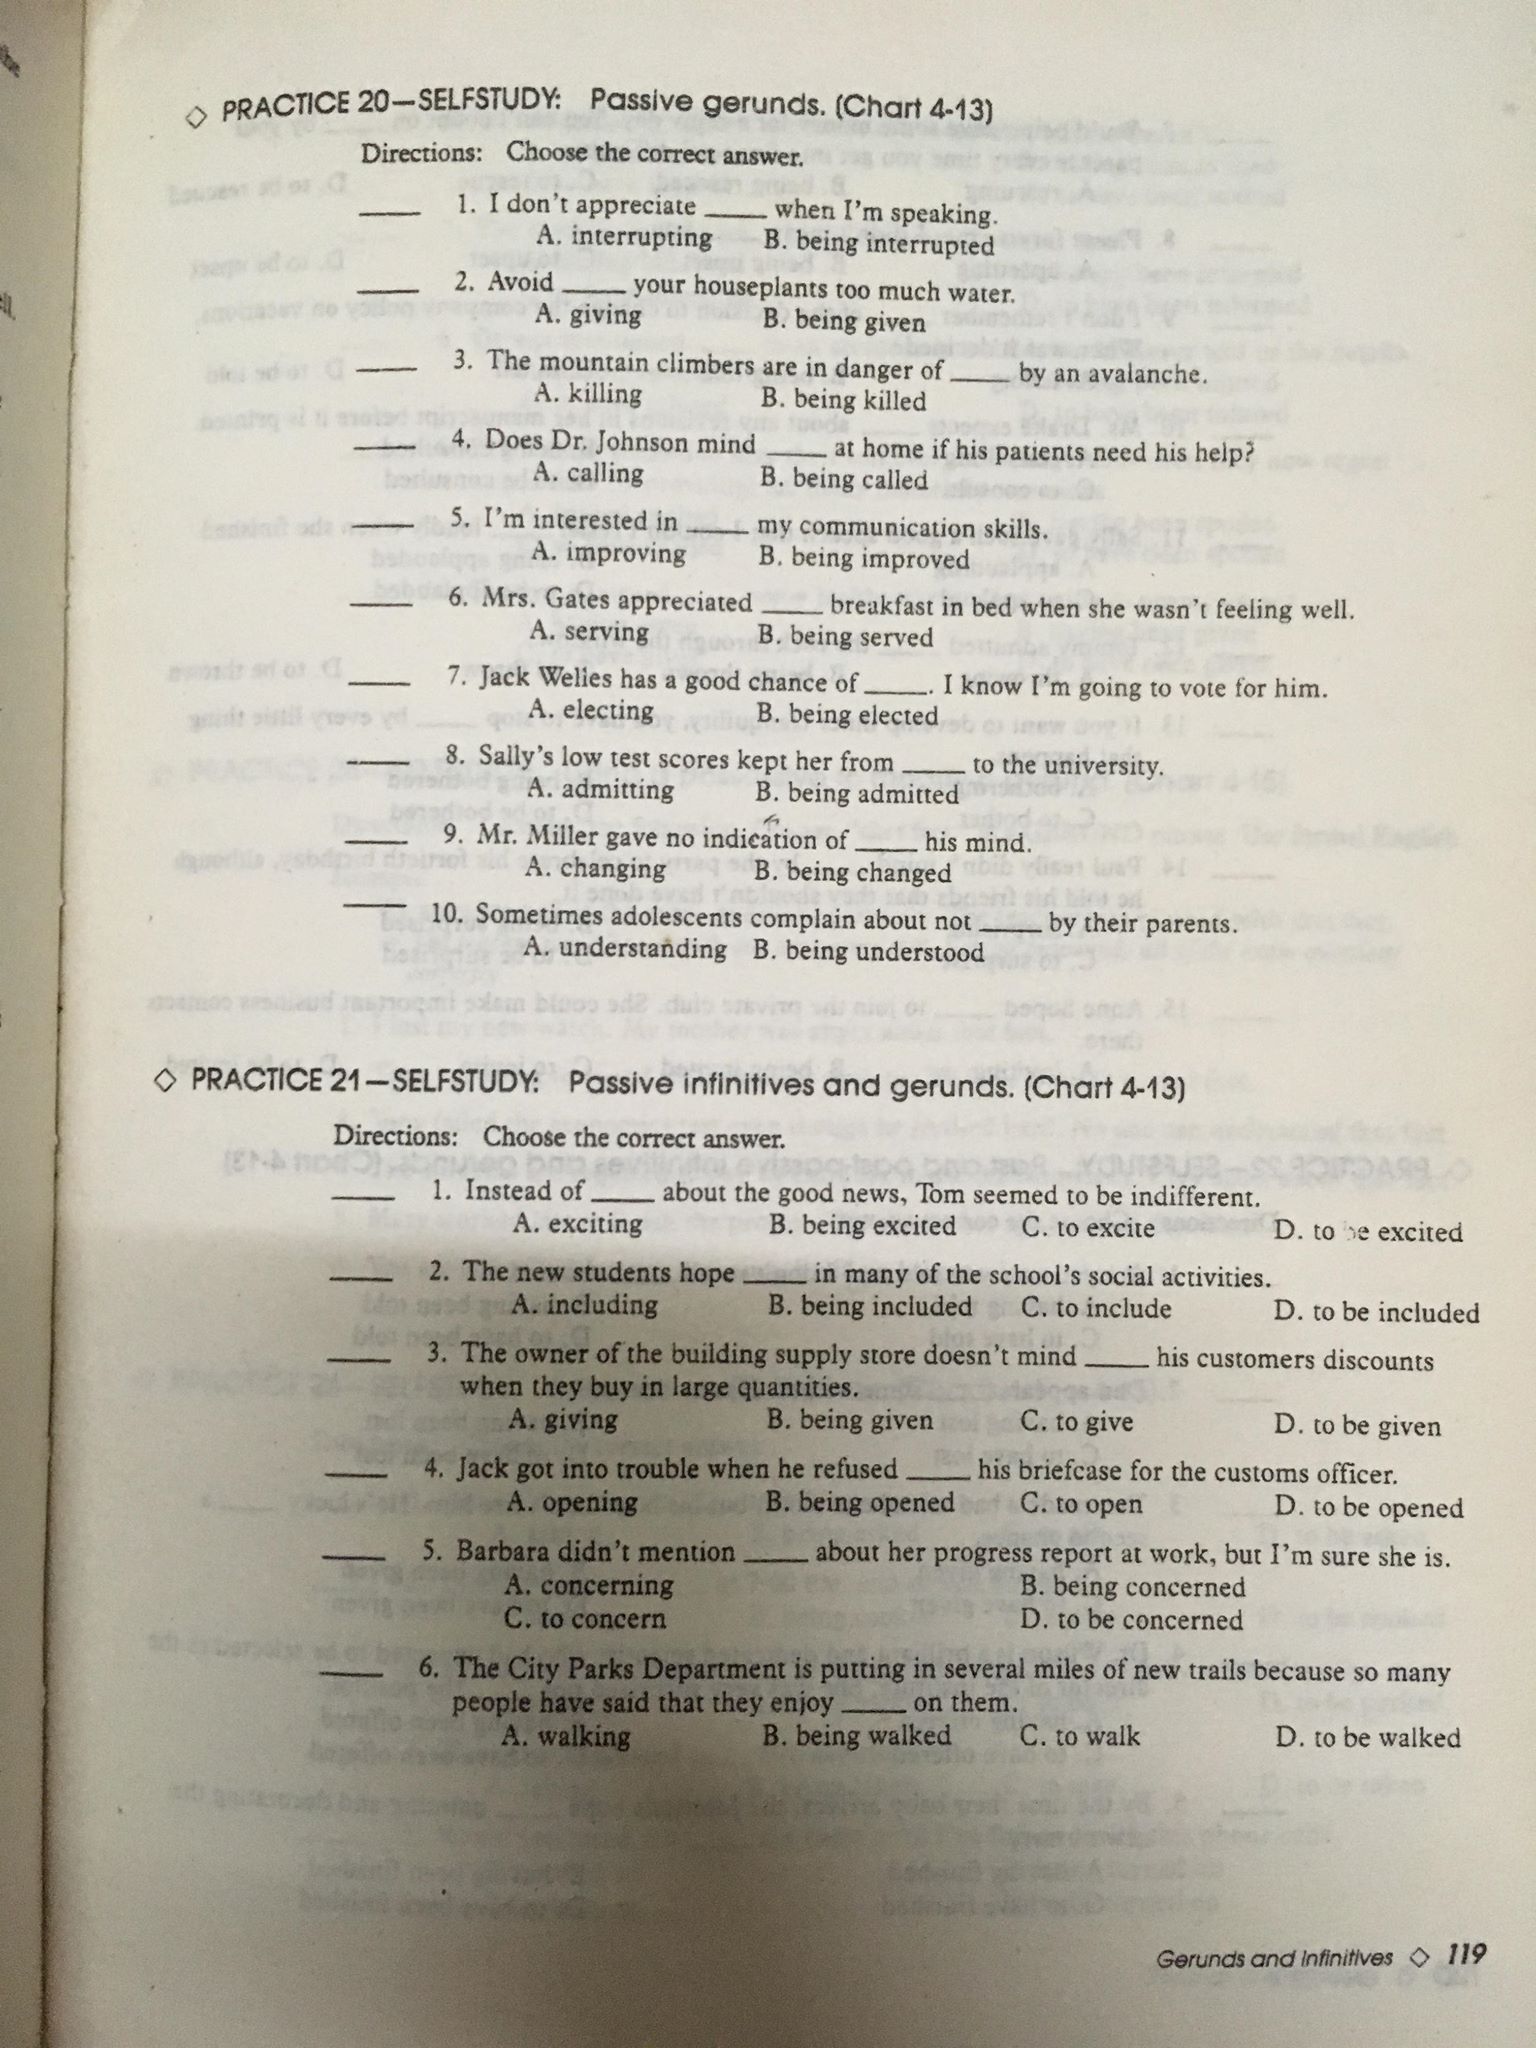 ◇ PRACTICE 20—SELFSTUDY: Passive gerunds. (Chart 4-13)
Directions: Choose the correct answer.
____ 1. I don't appreciate ____ when I'm speaking.
A. interrupting B. being interrupted
____ 2. Avoid ____ your houseplants too much water.
A. giving B. being given
____ 3. The mountain climbers are in danger of ____ by an avalanche.
A. killing B. being killed
____ 4. Does Dr. Johnson mind ____ at home if his patients need his help?
A. calling B. being called
____ 5. I'm interested in ____ my communication skills.
A. improving B. being improved
____ 6. Mrs. Gates appreciated ____ breakfast in bed when she wasn't feeling well.
A. serving B. being served
____ 7. Jack Welles has a good chance of ____. I know I'm going to vote for him.
A. electing B. being elected
____ 8. Sally's low test scores kept her from ____ to the university.
A. admitting B. being admitted
____ 9. Mr. Miller gave no indication of ____ his mind.
A. changing B. being changed
____ 10. Sometimes adolescents complain about not ____ by their parents.
A. understanding B. being understood
◇ PRACTICE 21—SELFSTUDY: Passive infinitives and gerunds. (Chart 4-13)
Directions: Choose the correct answer.
____ 1. Instead of ____ about the good news, Tom seemed to be indifferent.
A. exciting B. being excited C. to excite D. to be excited
____ 2. The new students hope ____ in many of the school's social activities.
A. including B. being included C. to include D. to be included
____ 3. The owner of the building supply store doesn't mind ____ his customers discounts
when they buy in large quantities.
A. giving B. being given C. to give D. to be given
____ 4. Jack got into trouble when he refused ____ his briefcase for the customs officer.
A. opening B. being opened C. to open D. to be opened
____ 5. Barbara didn't mention ____ about her progress report at work, but I'm sure she is.
A. concerning B. being concerned
C. to concern D. to be concerned
____ 6. The City Parks Department is putting in several miles of new trails because so many
people have said that they enjoy ____ on them.
A. walking B. being walked C. to walk D. to be walked
Gerunds and Infinitives ◇ 119